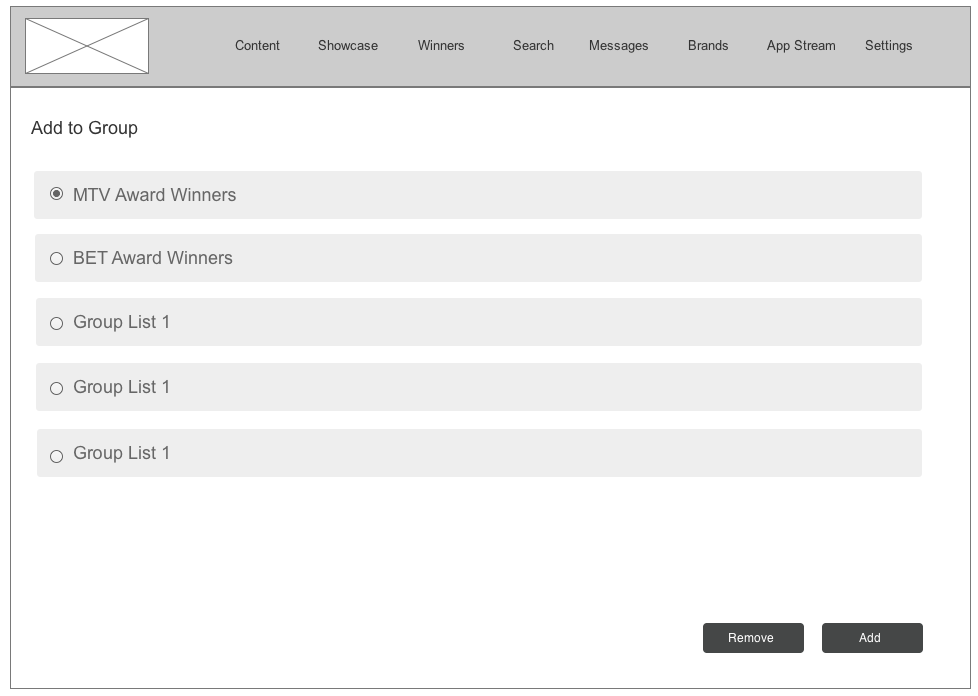 Content Showcase Winners Search Messages Brands App Stream Settings
Add to Group
MTV Award Winners
BET Award Winners
Group List 1
Group List 1
Group List 1
Remove Add